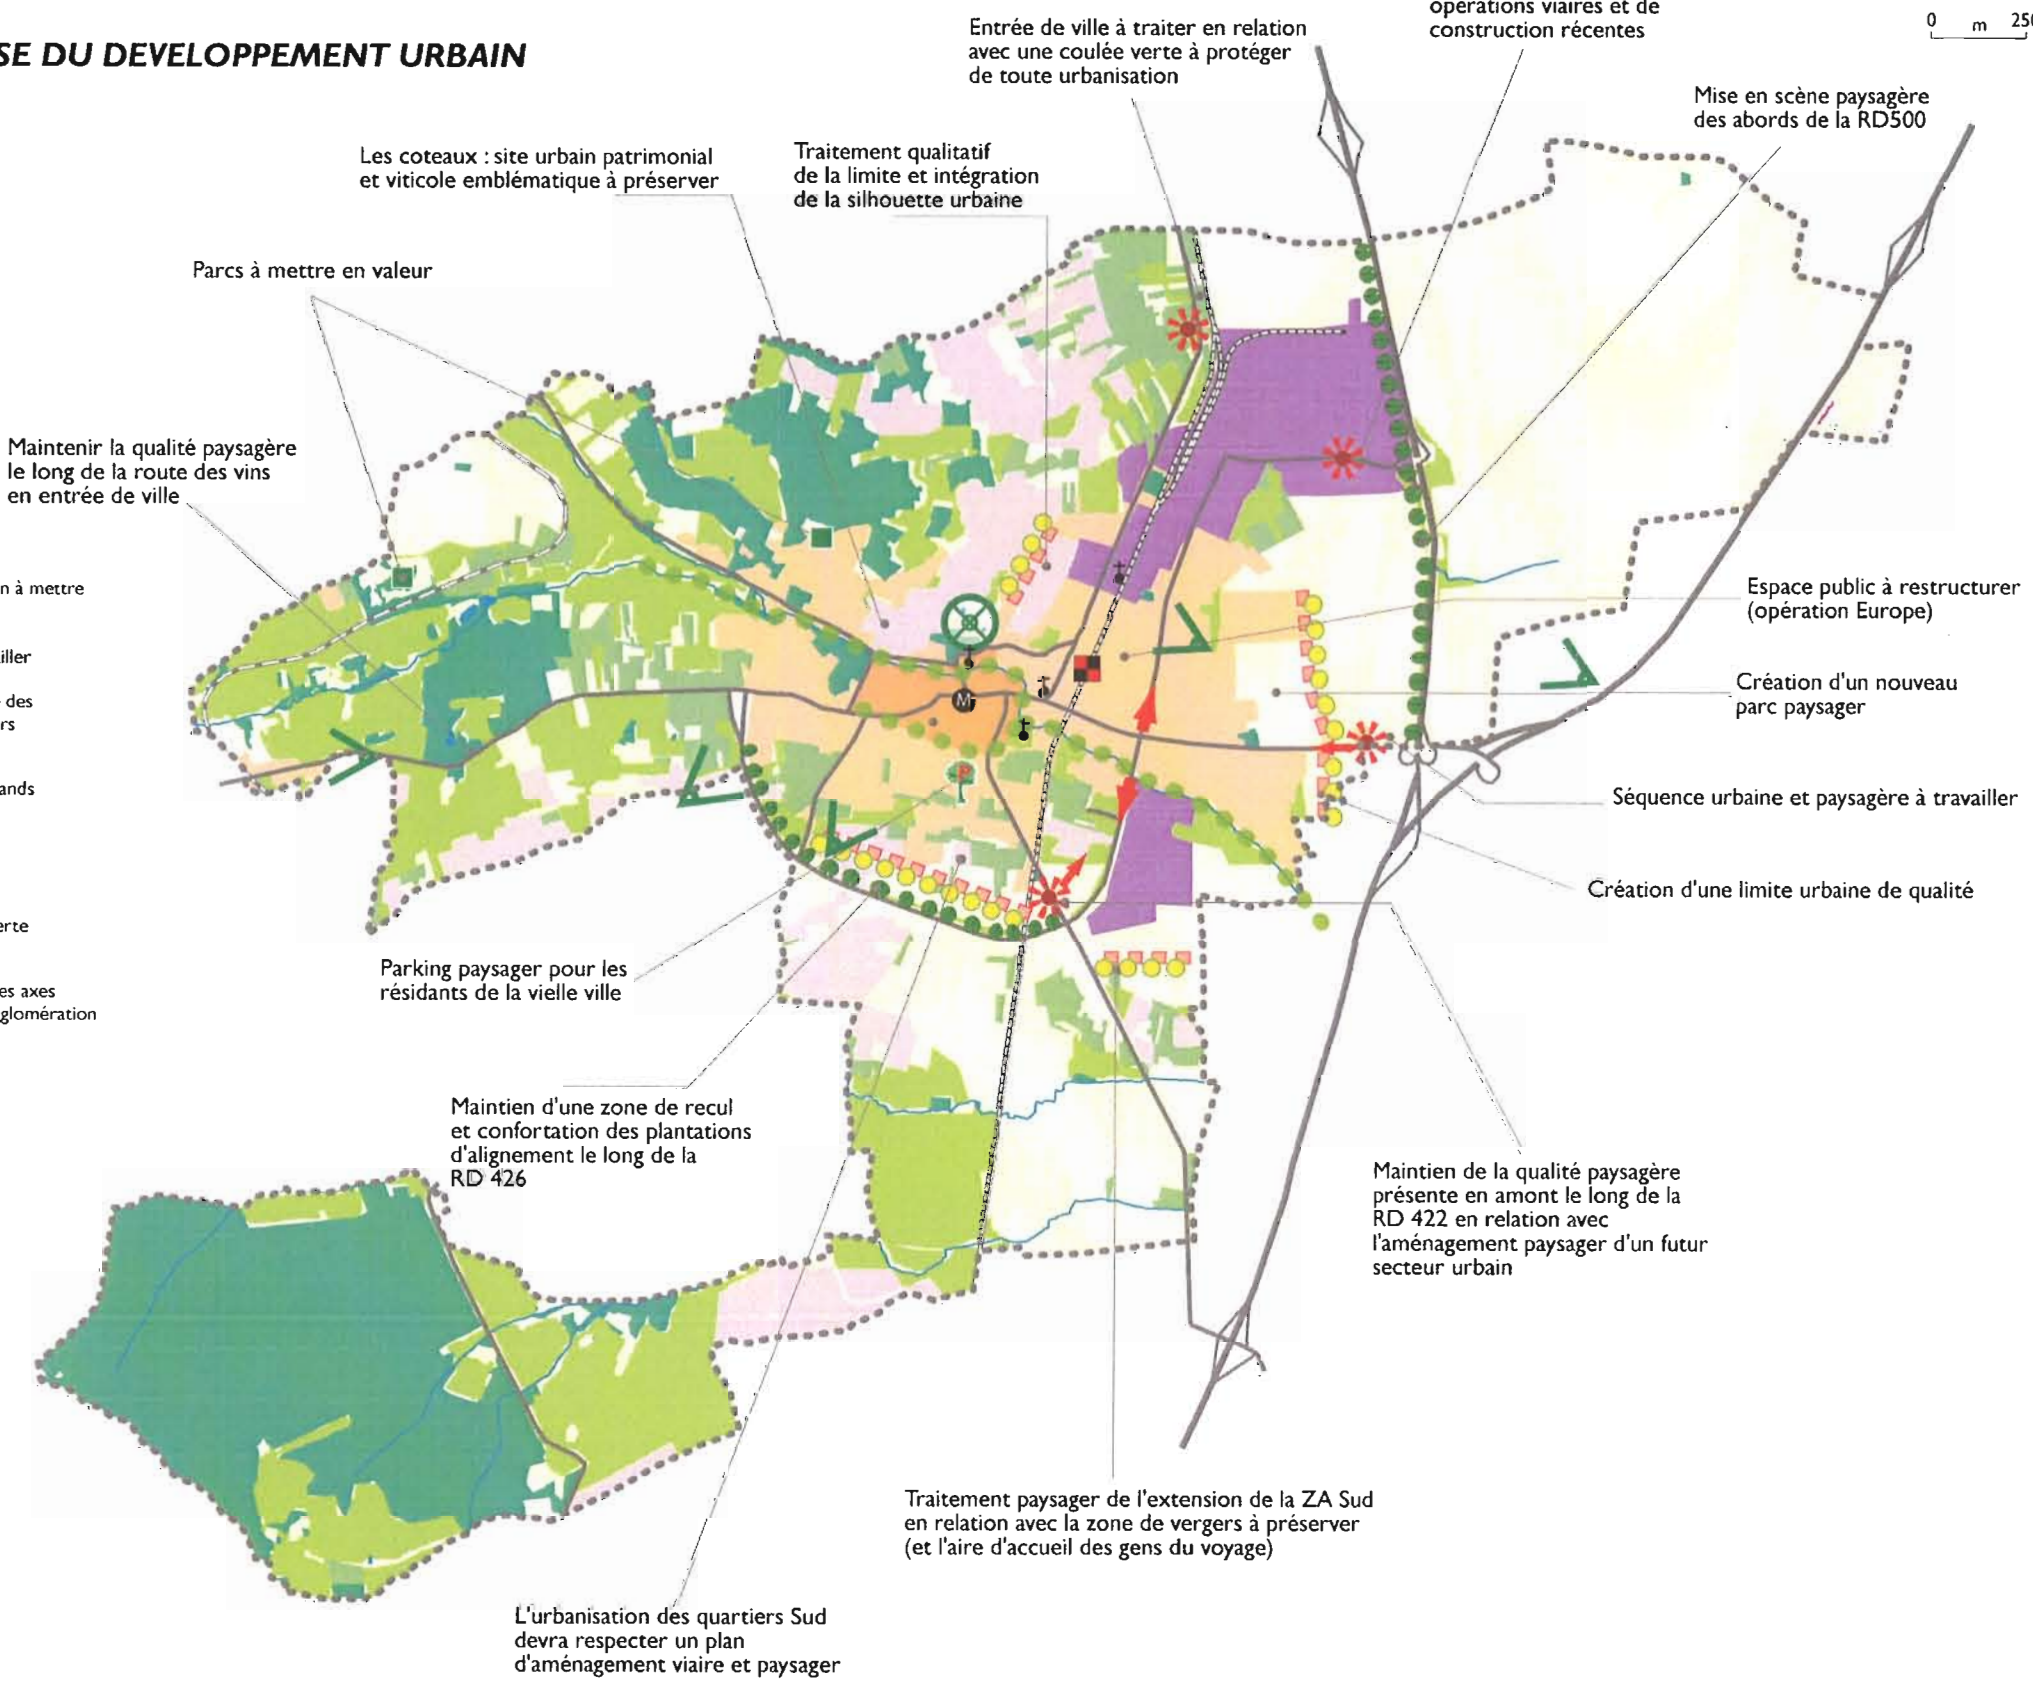 SE DU DEVELOPPEMENT URBAIN
Entrée de ville à traiter en relation
avec une coulée verte à protéger
de toute urbanisation
opérations viaires et de
construction récentes
0 m 250
Mise en scène paysagère
des abords de la RD500
Les coteaux : site urbain patrimonial
et viticole emblématique à préserver
Traitement qualitatif
de la limite et intégration
de la silhouette urbaine
Parcs à mettre en valeur
Maintenir la qualité paysagère
le long de la route des vins
en entrée de ville
n à mettre
iller
des
rs
ands
erte
es axes
glomération
Espace public à restructurer
(opération Europe)
Création d'un nouveau
parc paysager
M
P
Séquence urbaine et paysagère à travailler
Création d'une limite urbaine de qualité
Parking paysager pour les
résidants de la vielle ville
Maintien d'une zone de recul
et confortation des plantations
d'alignement le long de la
RD 426
Maintien de la qualité paysagère
présente en amont le long de la
RD 422 en relation avec
l'aménagement paysager d'un futur
secteur urbain
Traitement paysager de l'extension de la ZA Sud
en relation avec la zone de vergers à préserver
(et l'aire d'accueil des gens du voyage)
L'urbanisation des quartiers Sud
devra respecter un plan
d'aménagement viaire et paysager